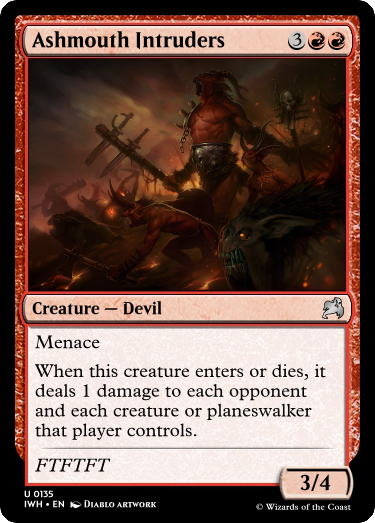 Ashmouth Intruders 3
Creature — Devil
Menace
When this creature enters or dies, it
deals 1 damage to each opponent
and each creature or planeswalker
that player controls.
FTFTFT
3/4
U 0135
IWH • EN Diablo artwork
© Wizards of the Coast